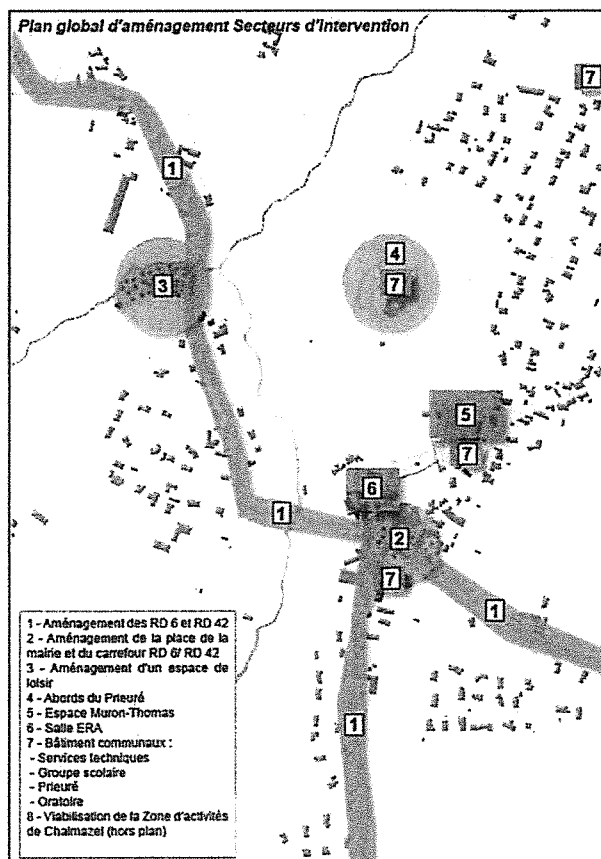 Plan global d'aménagement Secteurs d'intervention
7
1
4
7
3
5
7
6
1
2
7
1
1
1 - Aménagement des RD 6 et RD 42
2 - Aménagement de la place de la
mairie et du carrefour RD 6/ RD 42
3 - Aménagement d'un espace de
loisir
4 - Abords du Prieuré
5 - Espace Muron-Thomas
6 - Salle ERA
7 - Bâtiment communaux :
- Services techniques
- Groupe scolaire
- Prieuré
- Oratoire
8 - Viabilisation de la Zone d'activités
de Chalmazel (hors plan)